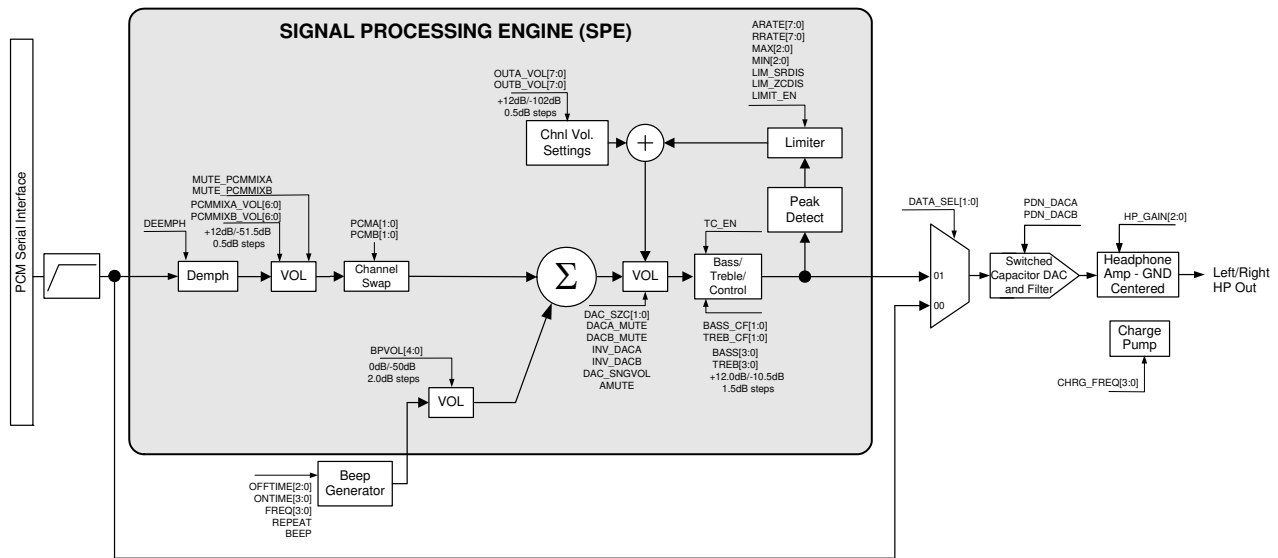 SIGNAL PROCESSING ENGINE (SPE)
PCM Serial Interface
DEEMPH
Demph
MUTE_PCMMIXA
MUTE_PCMMIXB
PCMMIXA_VOL[6:0]
PCMMIXB_VOL[6:0]
+12dB/-51.5dB
0.5dB steps
VOL
PCMA[1:0]
PCMB[1:0]
Channel
Swap
OUTA_VOL[7:0]
OUTB_VOL[7:0]
+12dB/-102dB
0.5dB steps
Chnl Vol.
Settings
+
ARATE[7:0]
RRATE[7:0]
MAX[2:0]
MIN[2:0]
LIM_SRDIS
LIM_ZCDIS
LIMIT_EN
Limiter
Peak
Detect
Σ
VOL
DAC_SZC[1:0]
DACA_MUTE
DACB_MUTE
INV_DACA
INV_DACB
DAC_SNGVOL
AMUTE
TC_EN
Bass/
Treble/
Control
BASS_CF[1:0]
TREB_CF[1:0]
BASS[3:0]
TREB[3:0]
+12.0dB/-10.5dB
1.5dB steps
BPVOL[4:0]
0dB/-50dB
2.0dB steps
VOL
Beep
Generator
OFFTIME[2:0]
ONTIME[3:0]
FREQ[3:0]
REPEAT
BEEP
DATA_SEL[1:0]
01
00
PDN_DACA
PDN_DACB
Switched
Capacitor DAC
and Filter
HP_GAIN[2:0]
Headphone
Amp - GND
Centered
Left/Right
HP Out
Charge
Pump
CHRG_FREQ[3:0]